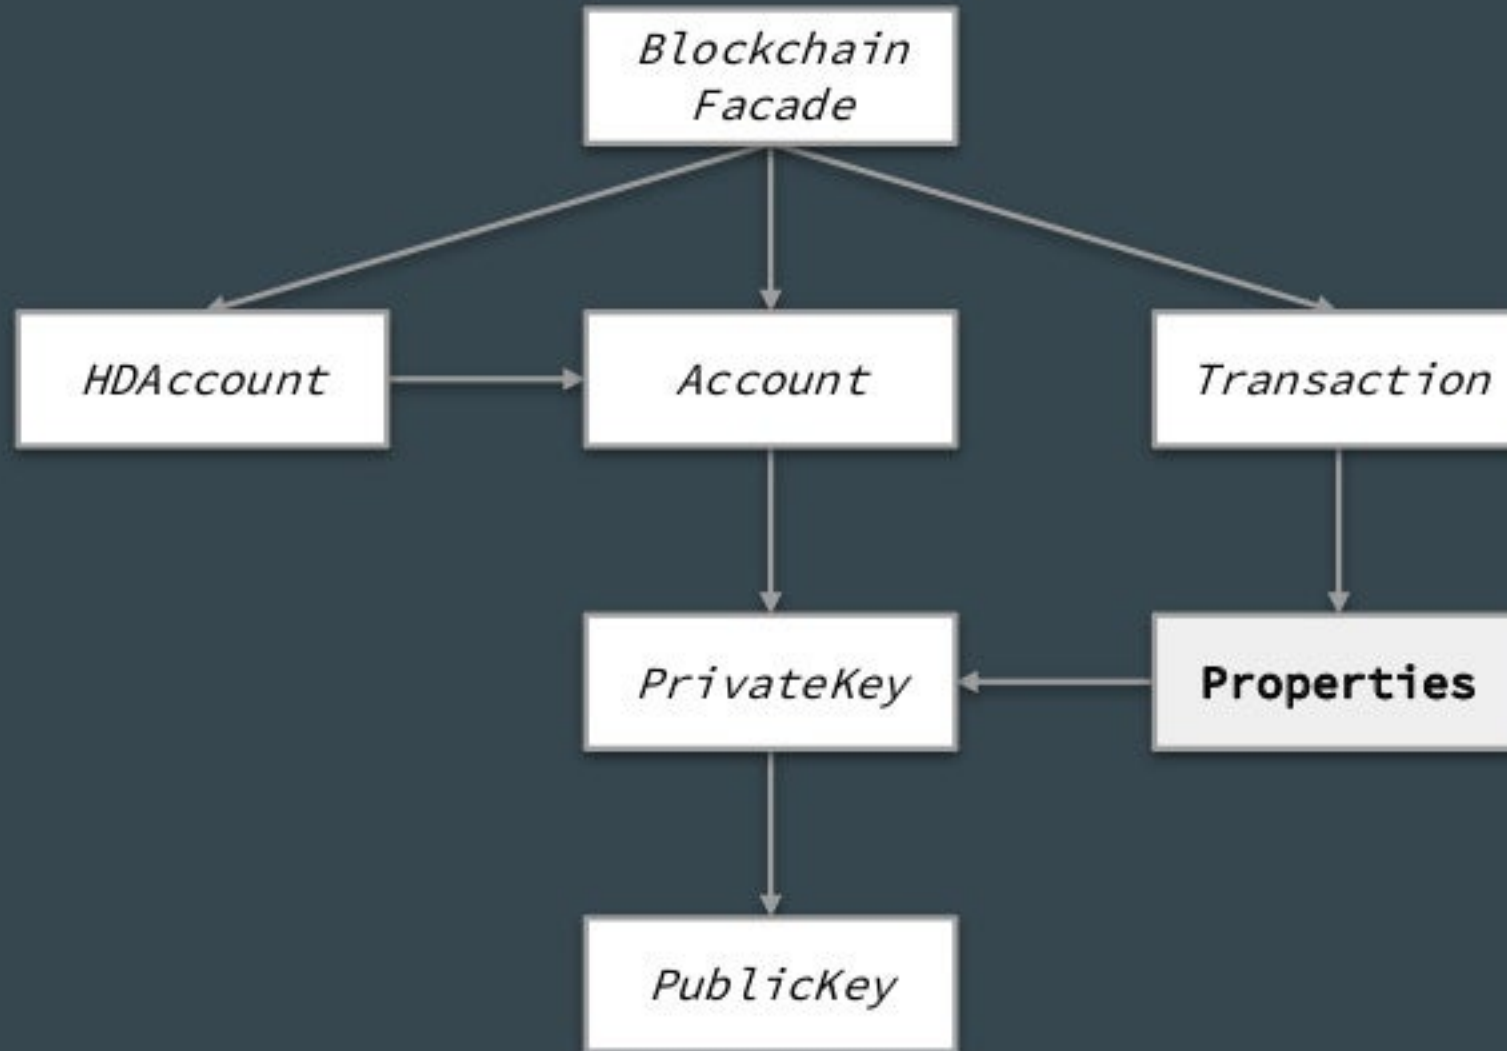 Blockchain
Facade
HDAccount
Account
Transaction
PrivateKey
Properties
PublicKey